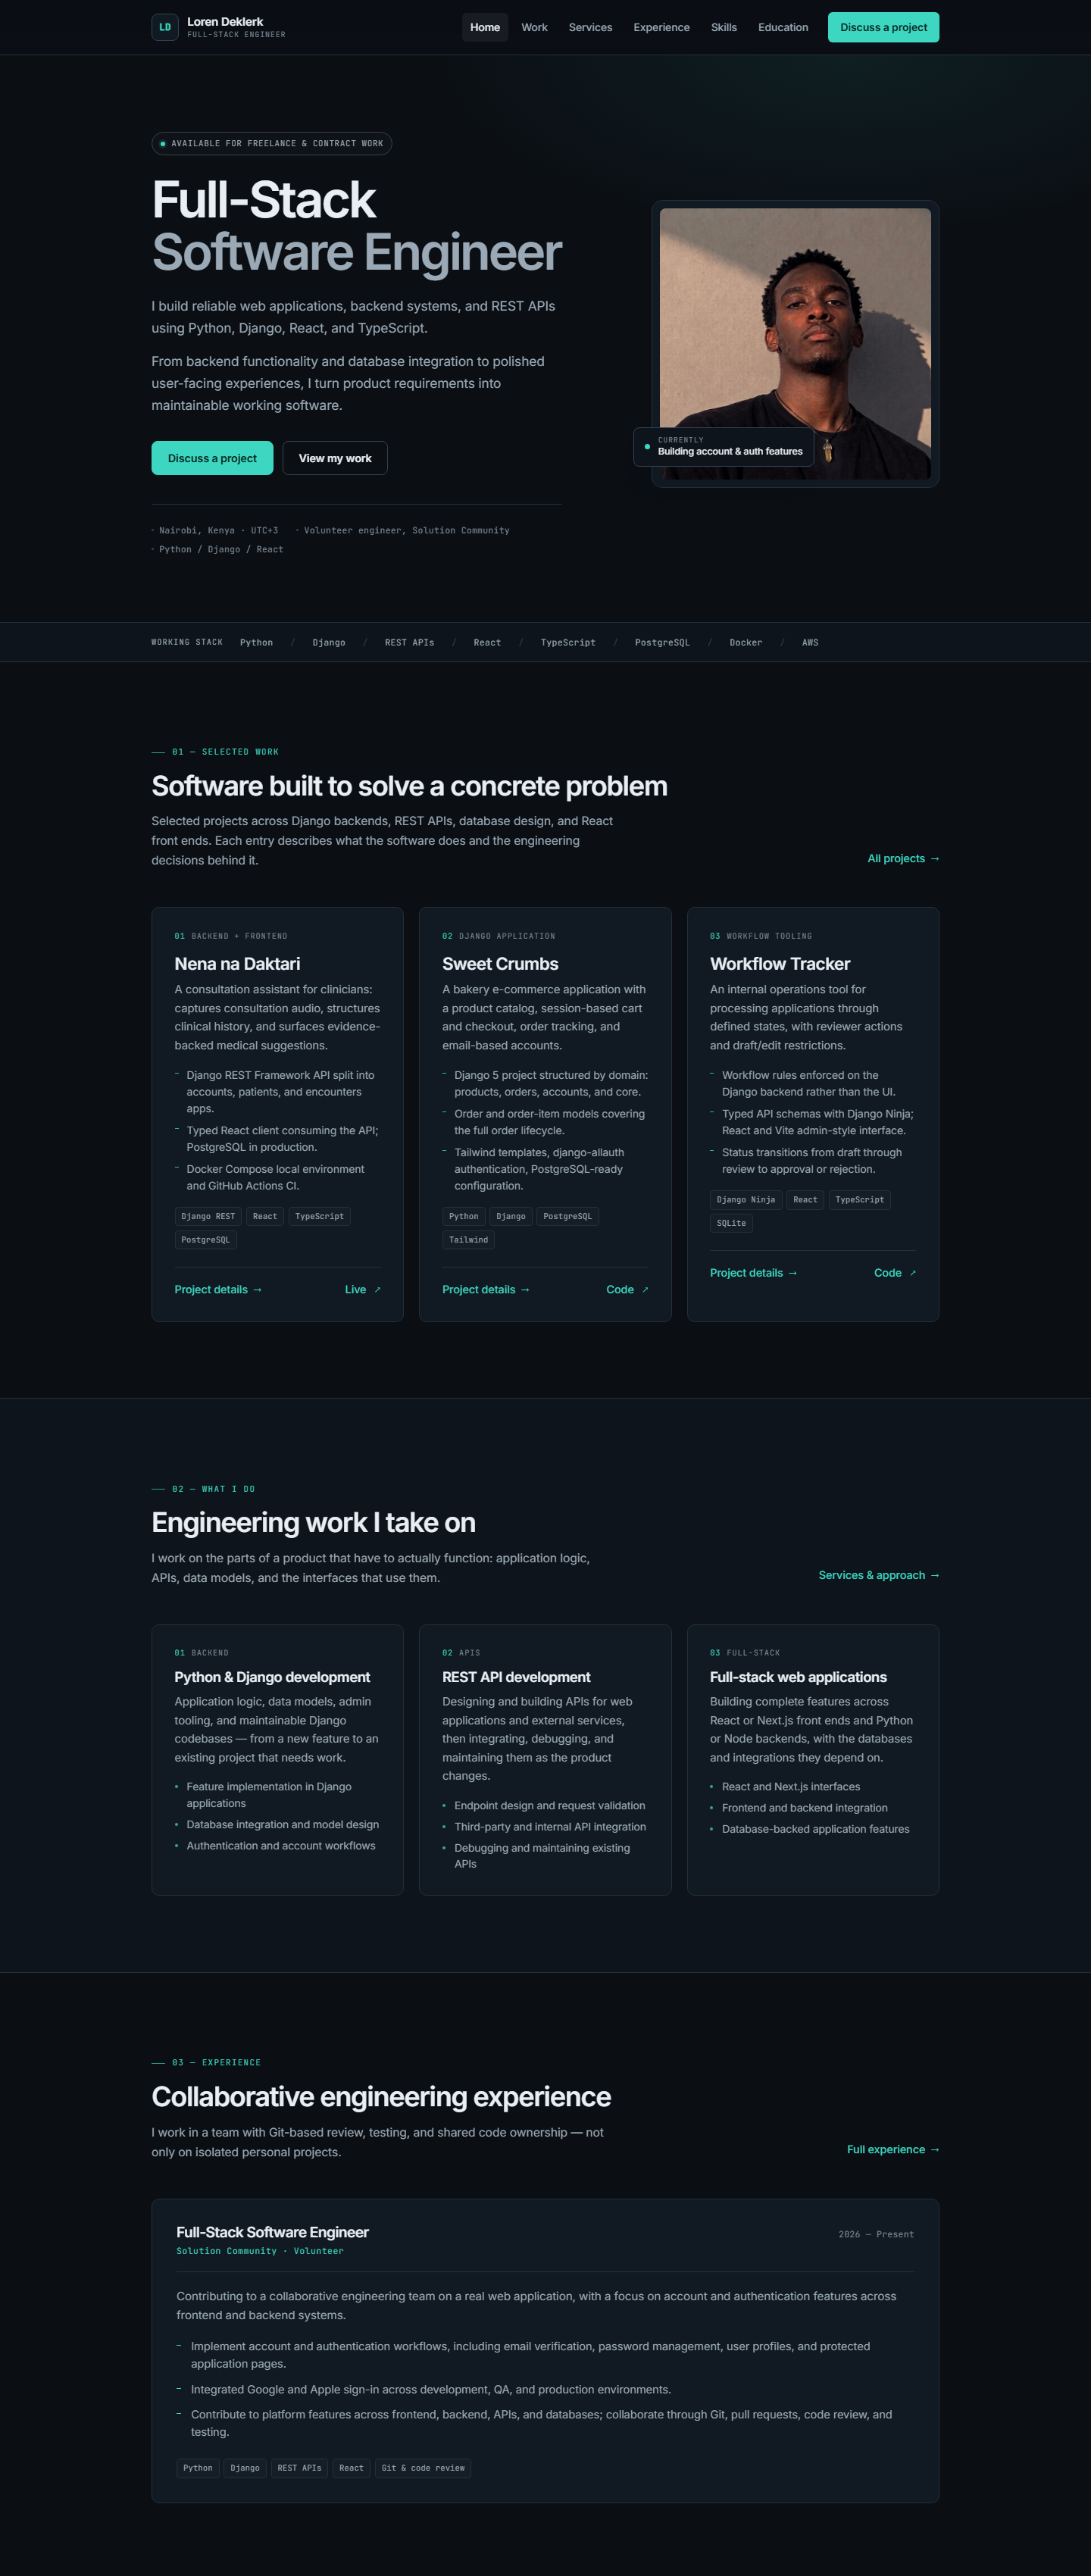 LD
Loren Deklerk
FULL-STACK ENGINEER
Home
Work
Services
Experience
Skills
Education
Discuss a project
AVAILABLE FOR FREELANCE & CONTRACT WORK
Full-Stack
Software Engineer
I build reliable web applications, backend systems, and REST APIs
using Python, Django, React, and TypeScript.
From backend functionality and database integration to polished
user-facing experiences, I turn product requirements into
maintainable working software.
Discuss a project
View my work
CURRENTLY
Building account & auth features
Nairobi, Kenya · UTC+3
Volunteer engineer, Solution Community
Python / Django / React
WORKING STACK Python / Django / REST APIs / React / TypeScript / PostgreSQL / Docker / AWS
01 — SELECTED WORK
Software built to solve a concrete problem
Selected projects across Django backends, REST APIs, database design, and React
front ends. Each entry describes what the software does and the engineering
decisions behind it.
All projects →
01 BACKEND + FRONTEND
Nena na Daktari
A consultation assistant for clinicians:
captures consultation audio, structures
clinical history, and surfaces evidence-
backed medical suggestions.
– Django REST Framework API split into
accounts, patients, and encounters
apps.
– Typed React client consuming the API;
PostgreSQL in production.
– Docker Compose local environment
and GitHub Actions CI.
Django REST
React
TypeScript
PostgreSQL
Project details →
Live ↗
02 DJANGO APPLICATION
Sweet Crumbs
A bakery e-commerce application with
a product catalog, session-based cart
and checkout, order tracking, and
email-based accounts.
– Django 5 project structured by domain:
products, orders, accounts, and core.
– Order and order-item models covering
the full order lifecycle.
– Tailwind templates, django-allauth
authentication, PostgreSQL-ready
configuration.
Python
Django
PostgreSQL
Tailwind
Project details →
Code ↗
03 WORKFLOW TOOLING
Workflow Tracker
An internal operations tool for
processing applications through
defined states, with reviewer actions
and draft/edit restrictions.
– Workflow rules enforced on the
Django backend rather than the UI.
– Typed API schemas with Django Ninja;
React and Vite admin-style interface.
– Status transitions from draft through
review to approval or rejection.
Django Ninja
React
TypeScript
SQLite
Project details →
Code ↗
02 — WHAT I DO
Engineering work I take on
I work on the parts of a product that have to actually function: application logic,
APIs, data models, and the interfaces that use them.
Services & approach →
01 BACKEND
Python & Django development
Application logic, data models, admin
tooling, and maintainable Django
codebases — from a new feature to an
existing project that needs work.
Feature implementation in Django
applications
Database integration and model design
Authentication and account workflows
02 APIS
REST API development
Designing and building APIs for web
applications and external services,
then integrating, debugging, and
maintaining them as the product
changes.
Endpoint design and request validation
Third-party and internal API integration
Debugging and maintaining existing
APIs
03 FULL-STACK
Full-stack web applications
Building complete features across
React or Next.js front ends and Python
or Node backends, with the databases
and integrations they depend on.
React and Next.js interfaces
Frontend and backend integration
Database-backed application features
03 — EXPERIENCE
Collaborative engineering experience
I work in a team with Git-based review, testing, and shared code ownership — not
only on isolated personal projects.
Full experience →
Full-Stack Software Engineer
2026 — Present
Solution Community · Volunteer
Contributing to a collaborative engineering team on a real web application, with a focus on account and authentication features across
frontend and backend systems.
– Implement account and authentication workflows, including email verification, password management, user profiles, and protected
application pages.
– Integrated Google and Apple sign-in across development, QA, and production environments.
– Contribute to platform features across frontend, backend, APIs, and databases; collaborate through Git, pull requests, code review, and
testing.
Python
Django
REST APIs
React
Git & code review